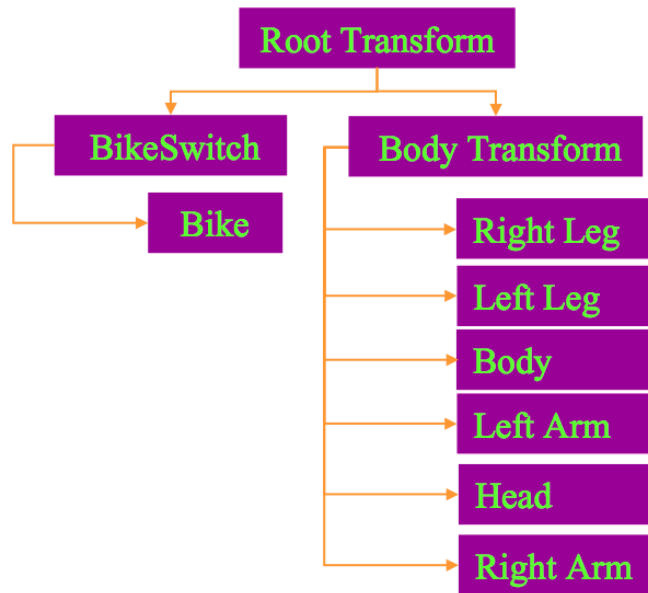 Root Transform
BikeSwitch
Body Transform
Bike
Right Leg
Left Leg
Body
Left Arm
Head
Right Arm